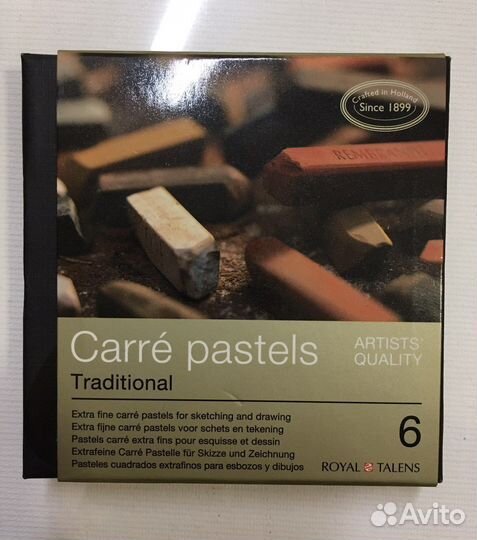 Crafted in Holland
Since 1899
REMBRANDT
Carré pastels
ARTISTS'
QUALITY
Traditional
Extra fine carré pastels for sketching and drawing
Extra fijne carré pastels voor schets en tekening
Pastels carré extra fins pour esquisse et dessin
Extrafeine Carré Pastelle für Skizze und Zeichnung
Pasteles cuadrados extrafinos para esbozos y dibujos
6
ROYAL TALENS
Avito